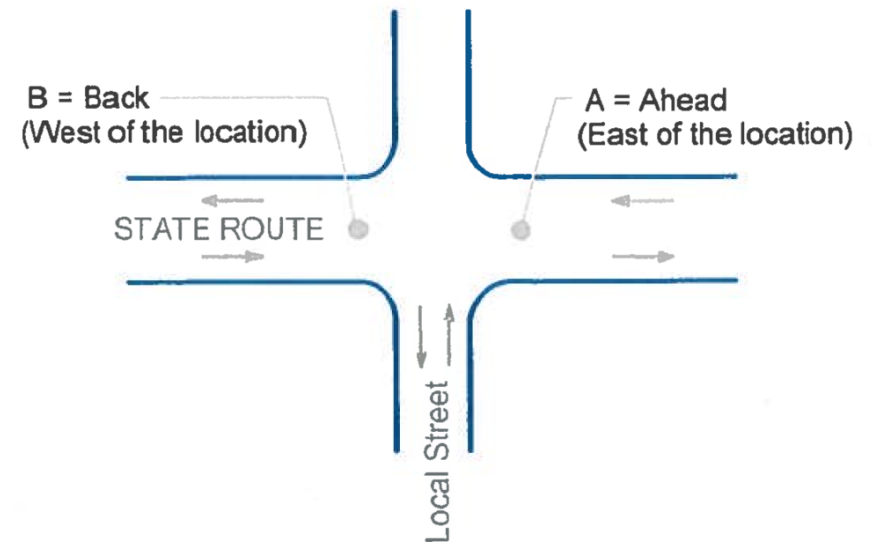 B = Back
(West of the location)
A = Ahead
(East of the location)
STATE ROUTE
Local Street